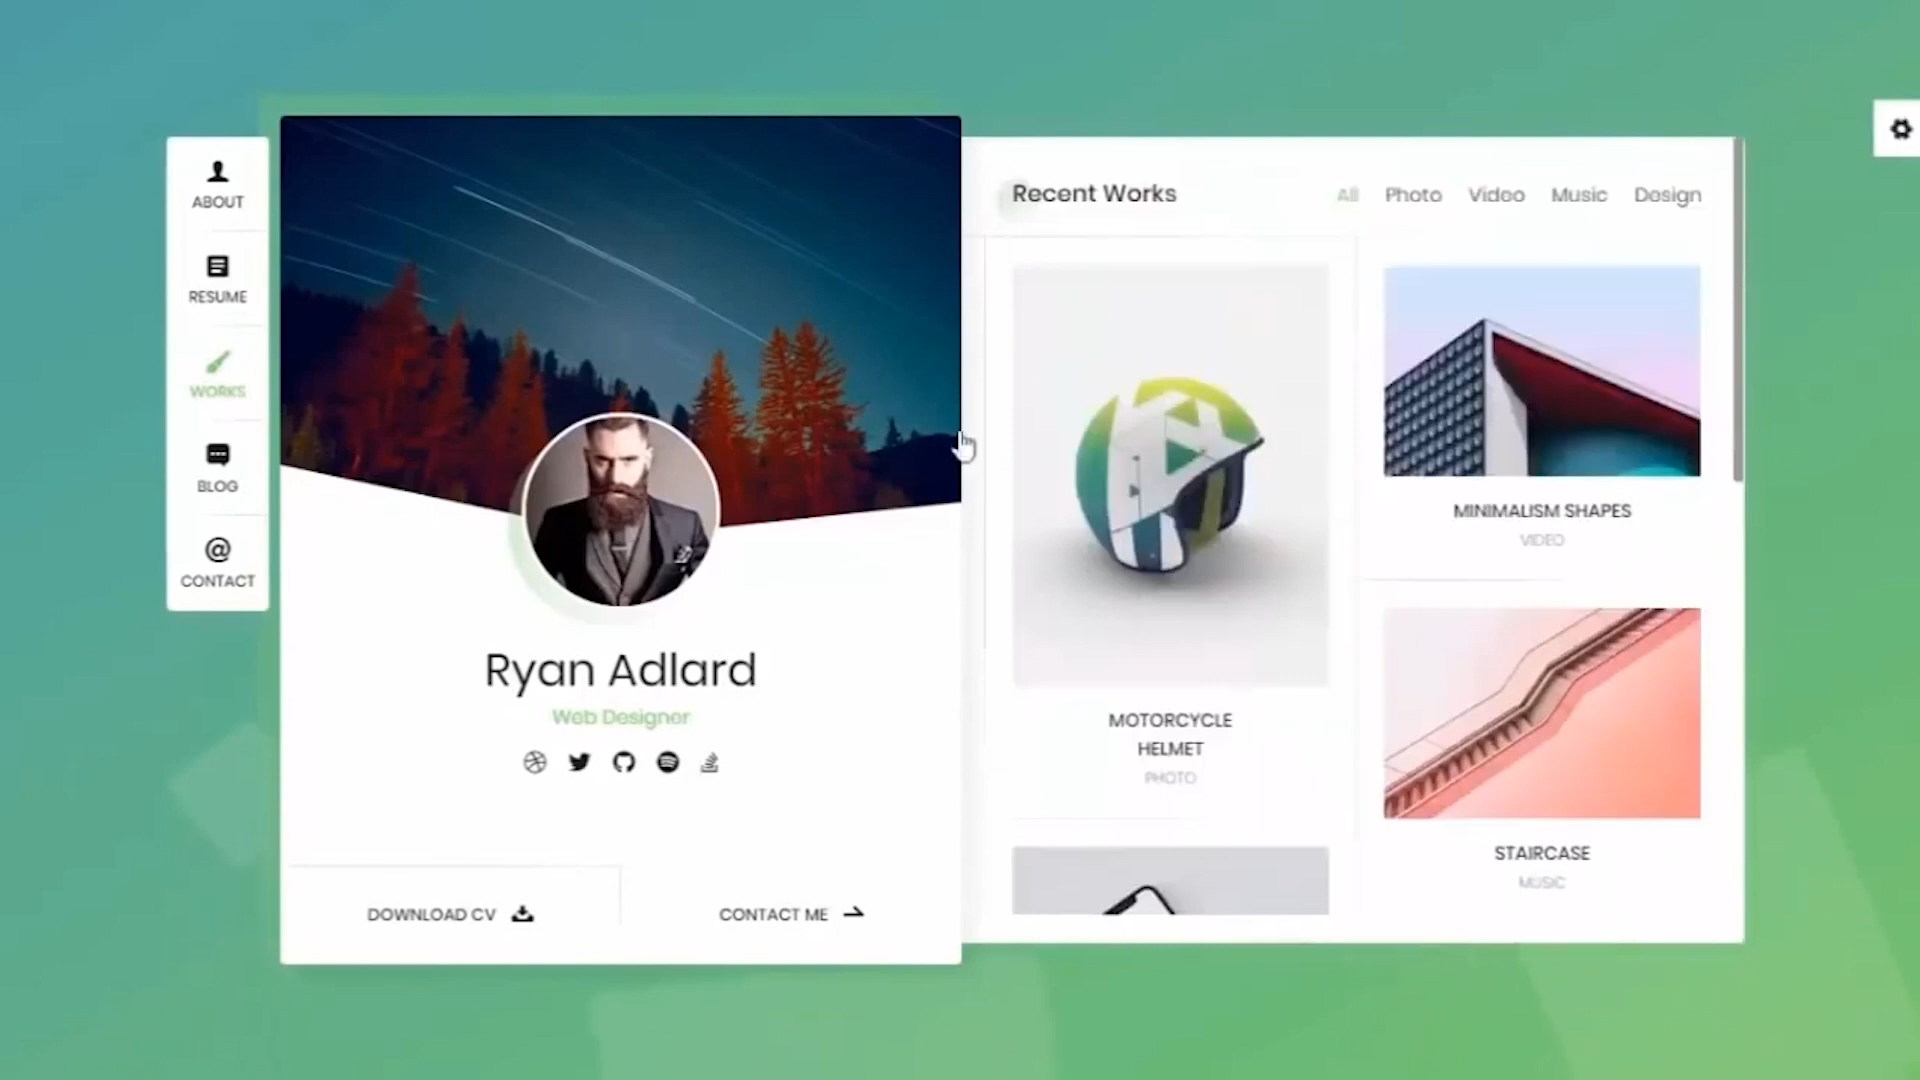 ABOUT
RESUME
WORKS
BLOG
@
CONTACT
Ryan Adlard
Web Designer
DOWNLOAD CV
CONTACT ME
Recent Works
All Photo Video Music Design
MOTORCYCLE
HELMET
PHOTO
MINIMALISM SHAPES
VIDEO
STAIRCASE
MUSIC